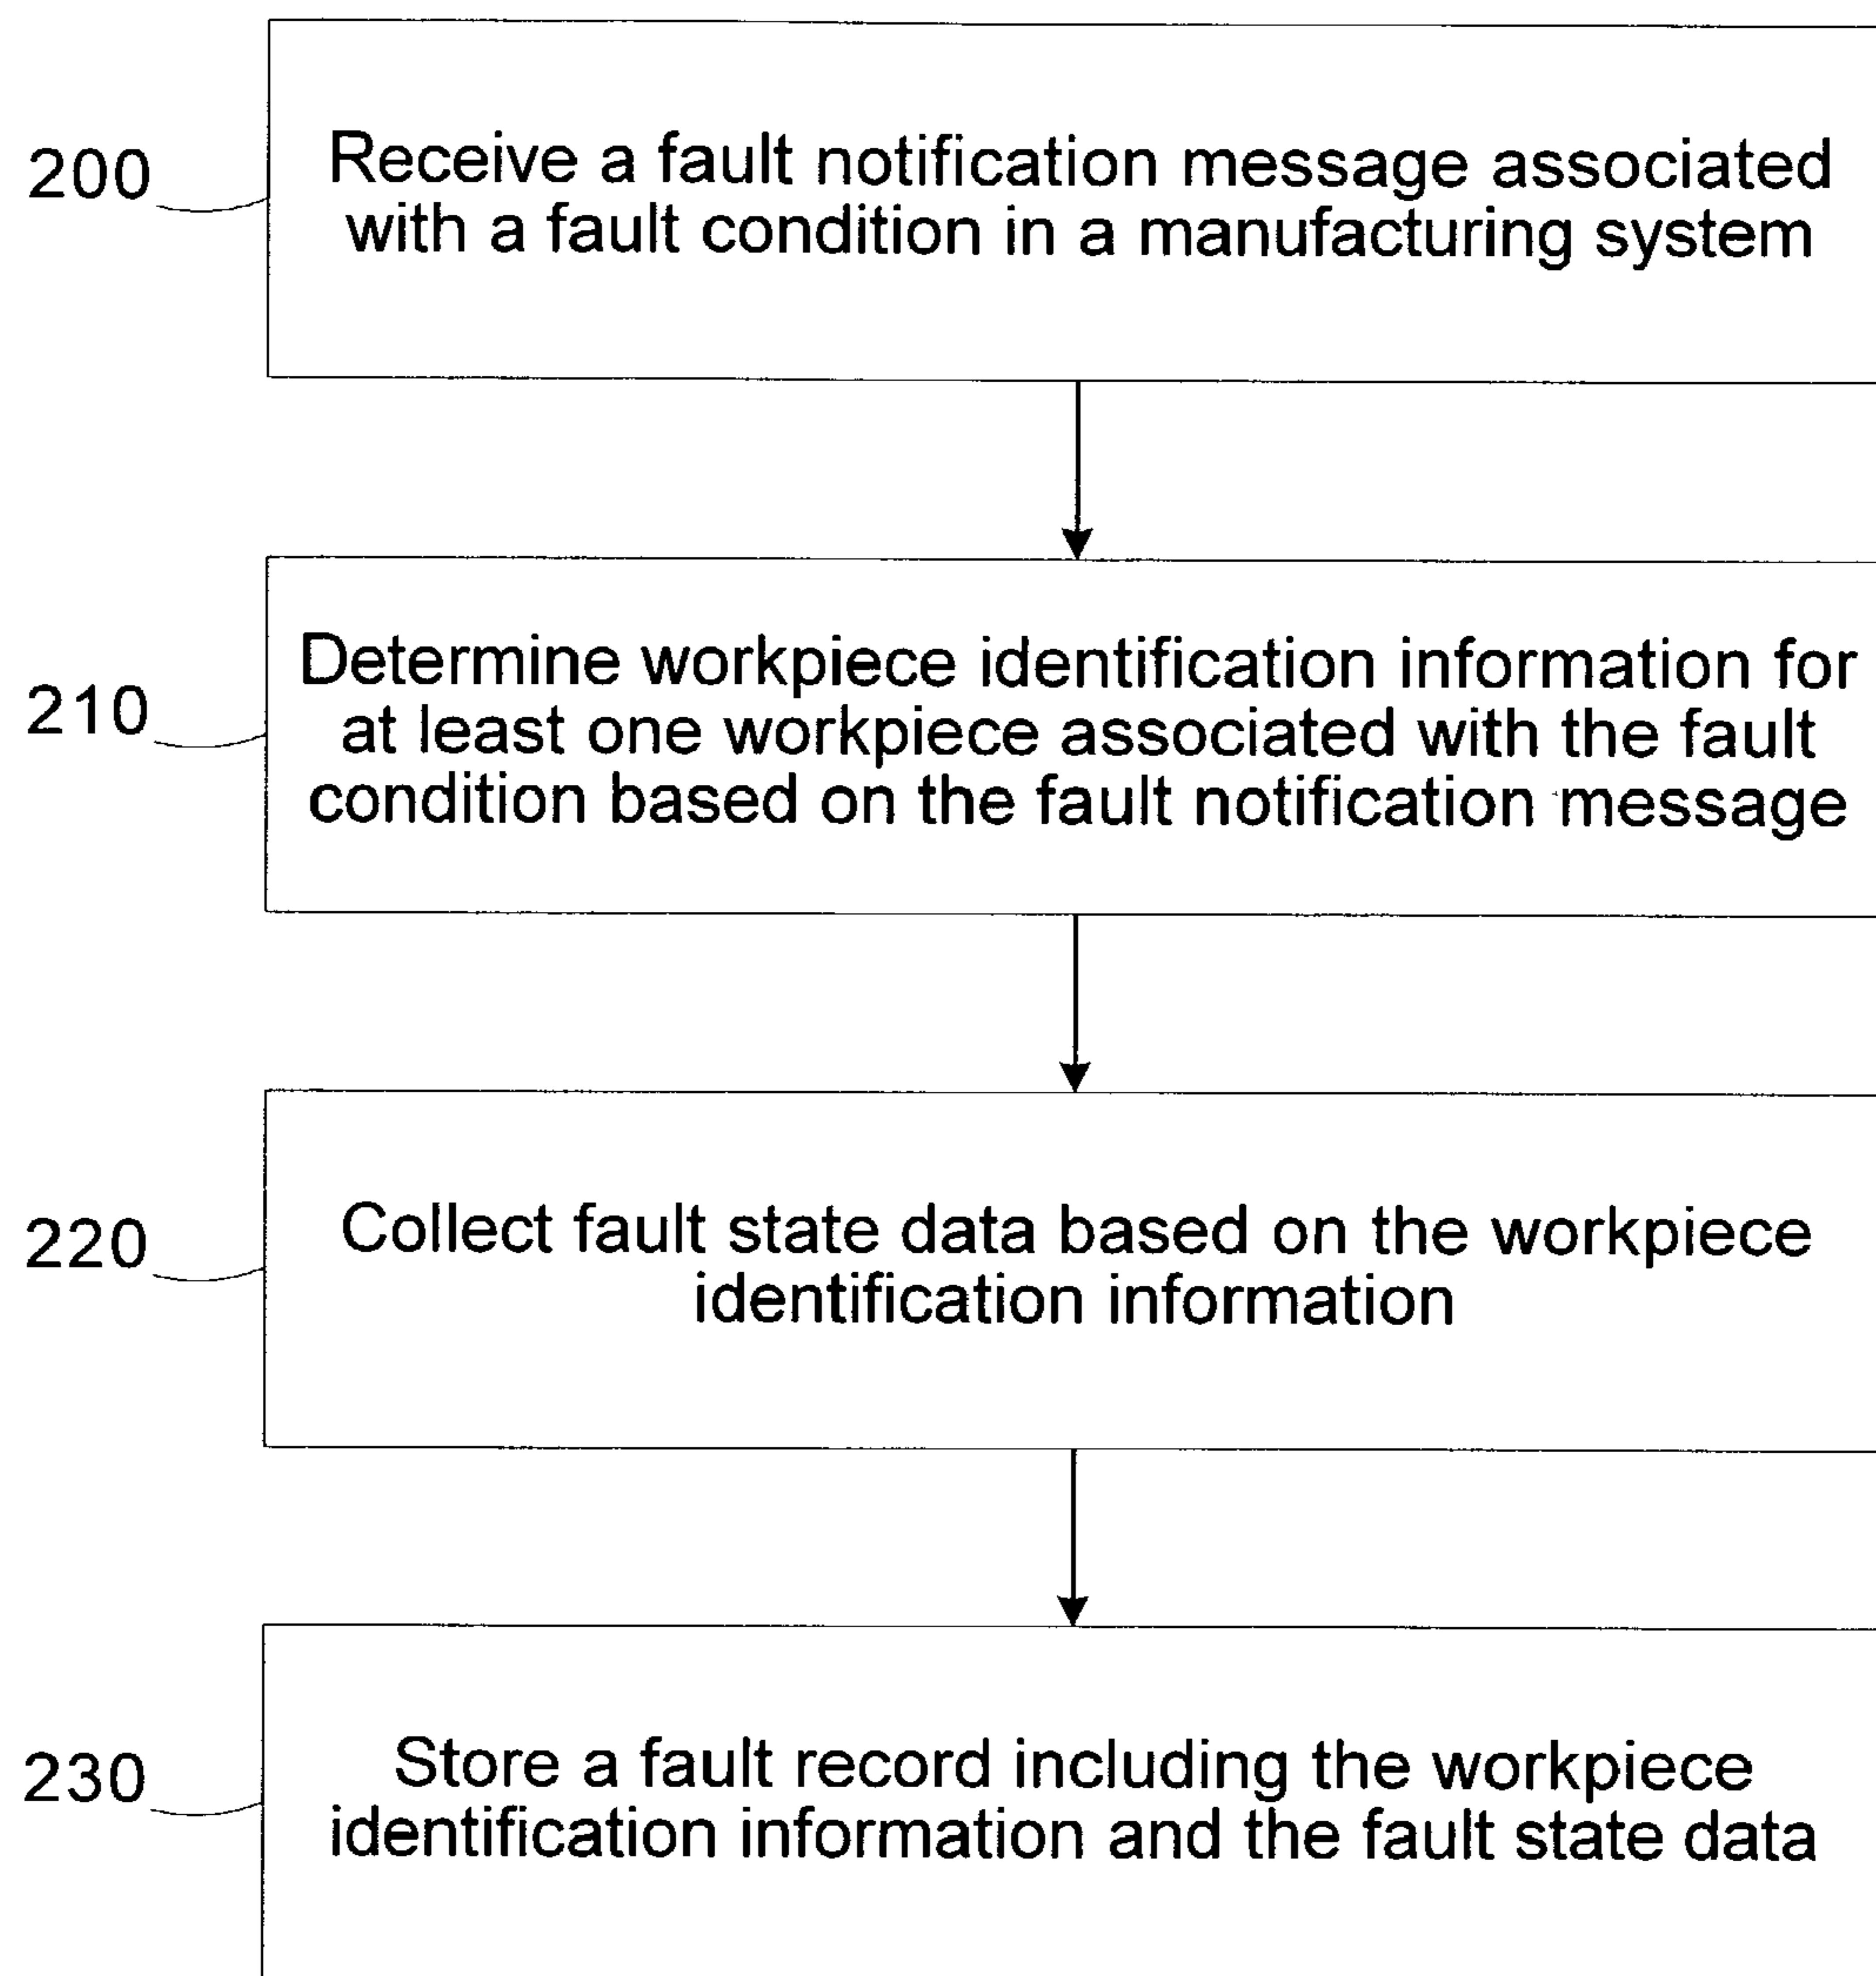 200
Receive a fault notification message associated
with a fault condition in a manufacturing system
210
Determine workpiece identification information for
at least one workpiece associated with the fault
condition based on the fault notification message
220
Collect fault state data based on the workpiece
identification information
230
Store a fault record including the workpiece
identification information and the fault state data